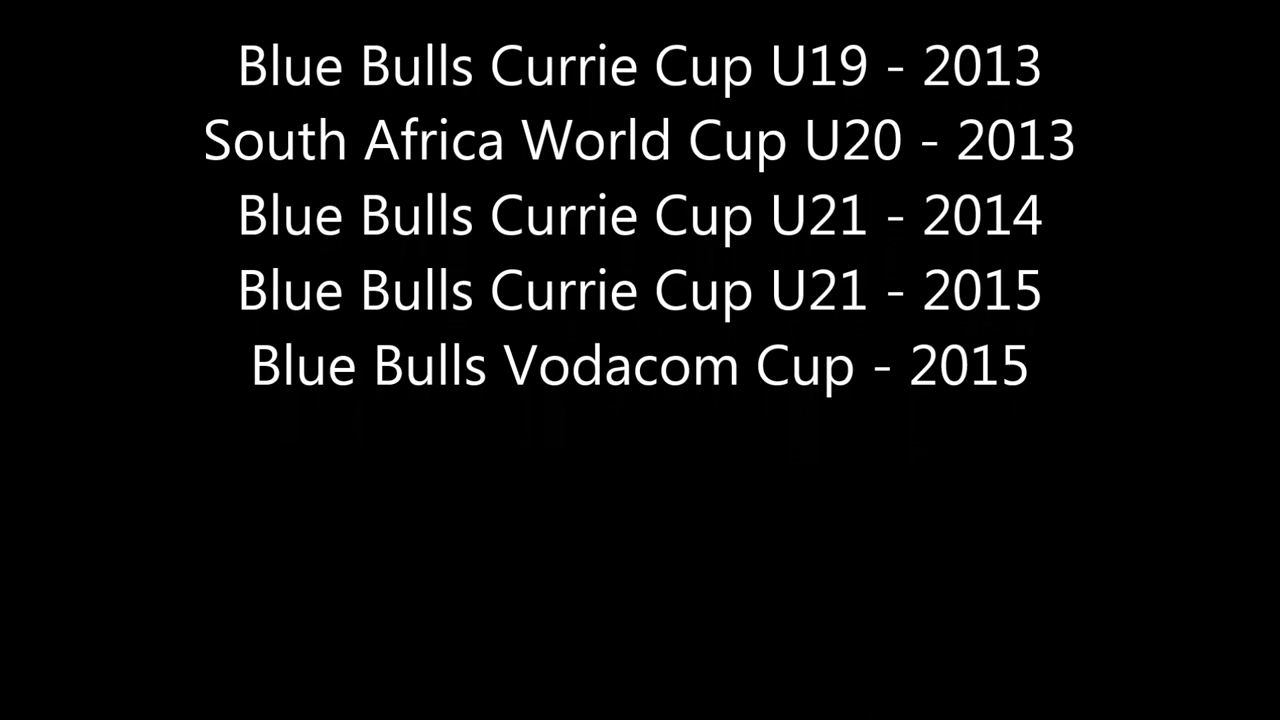 Blue Bulls Currie Cup U19 - 2013
South Africa World Cup U20 - 2013
Blue Bulls Currie Cup U21 - 2014
Blue Bulls Currie Cup U21 - 2015
Blue Bulls Vodacom Cup - 2015